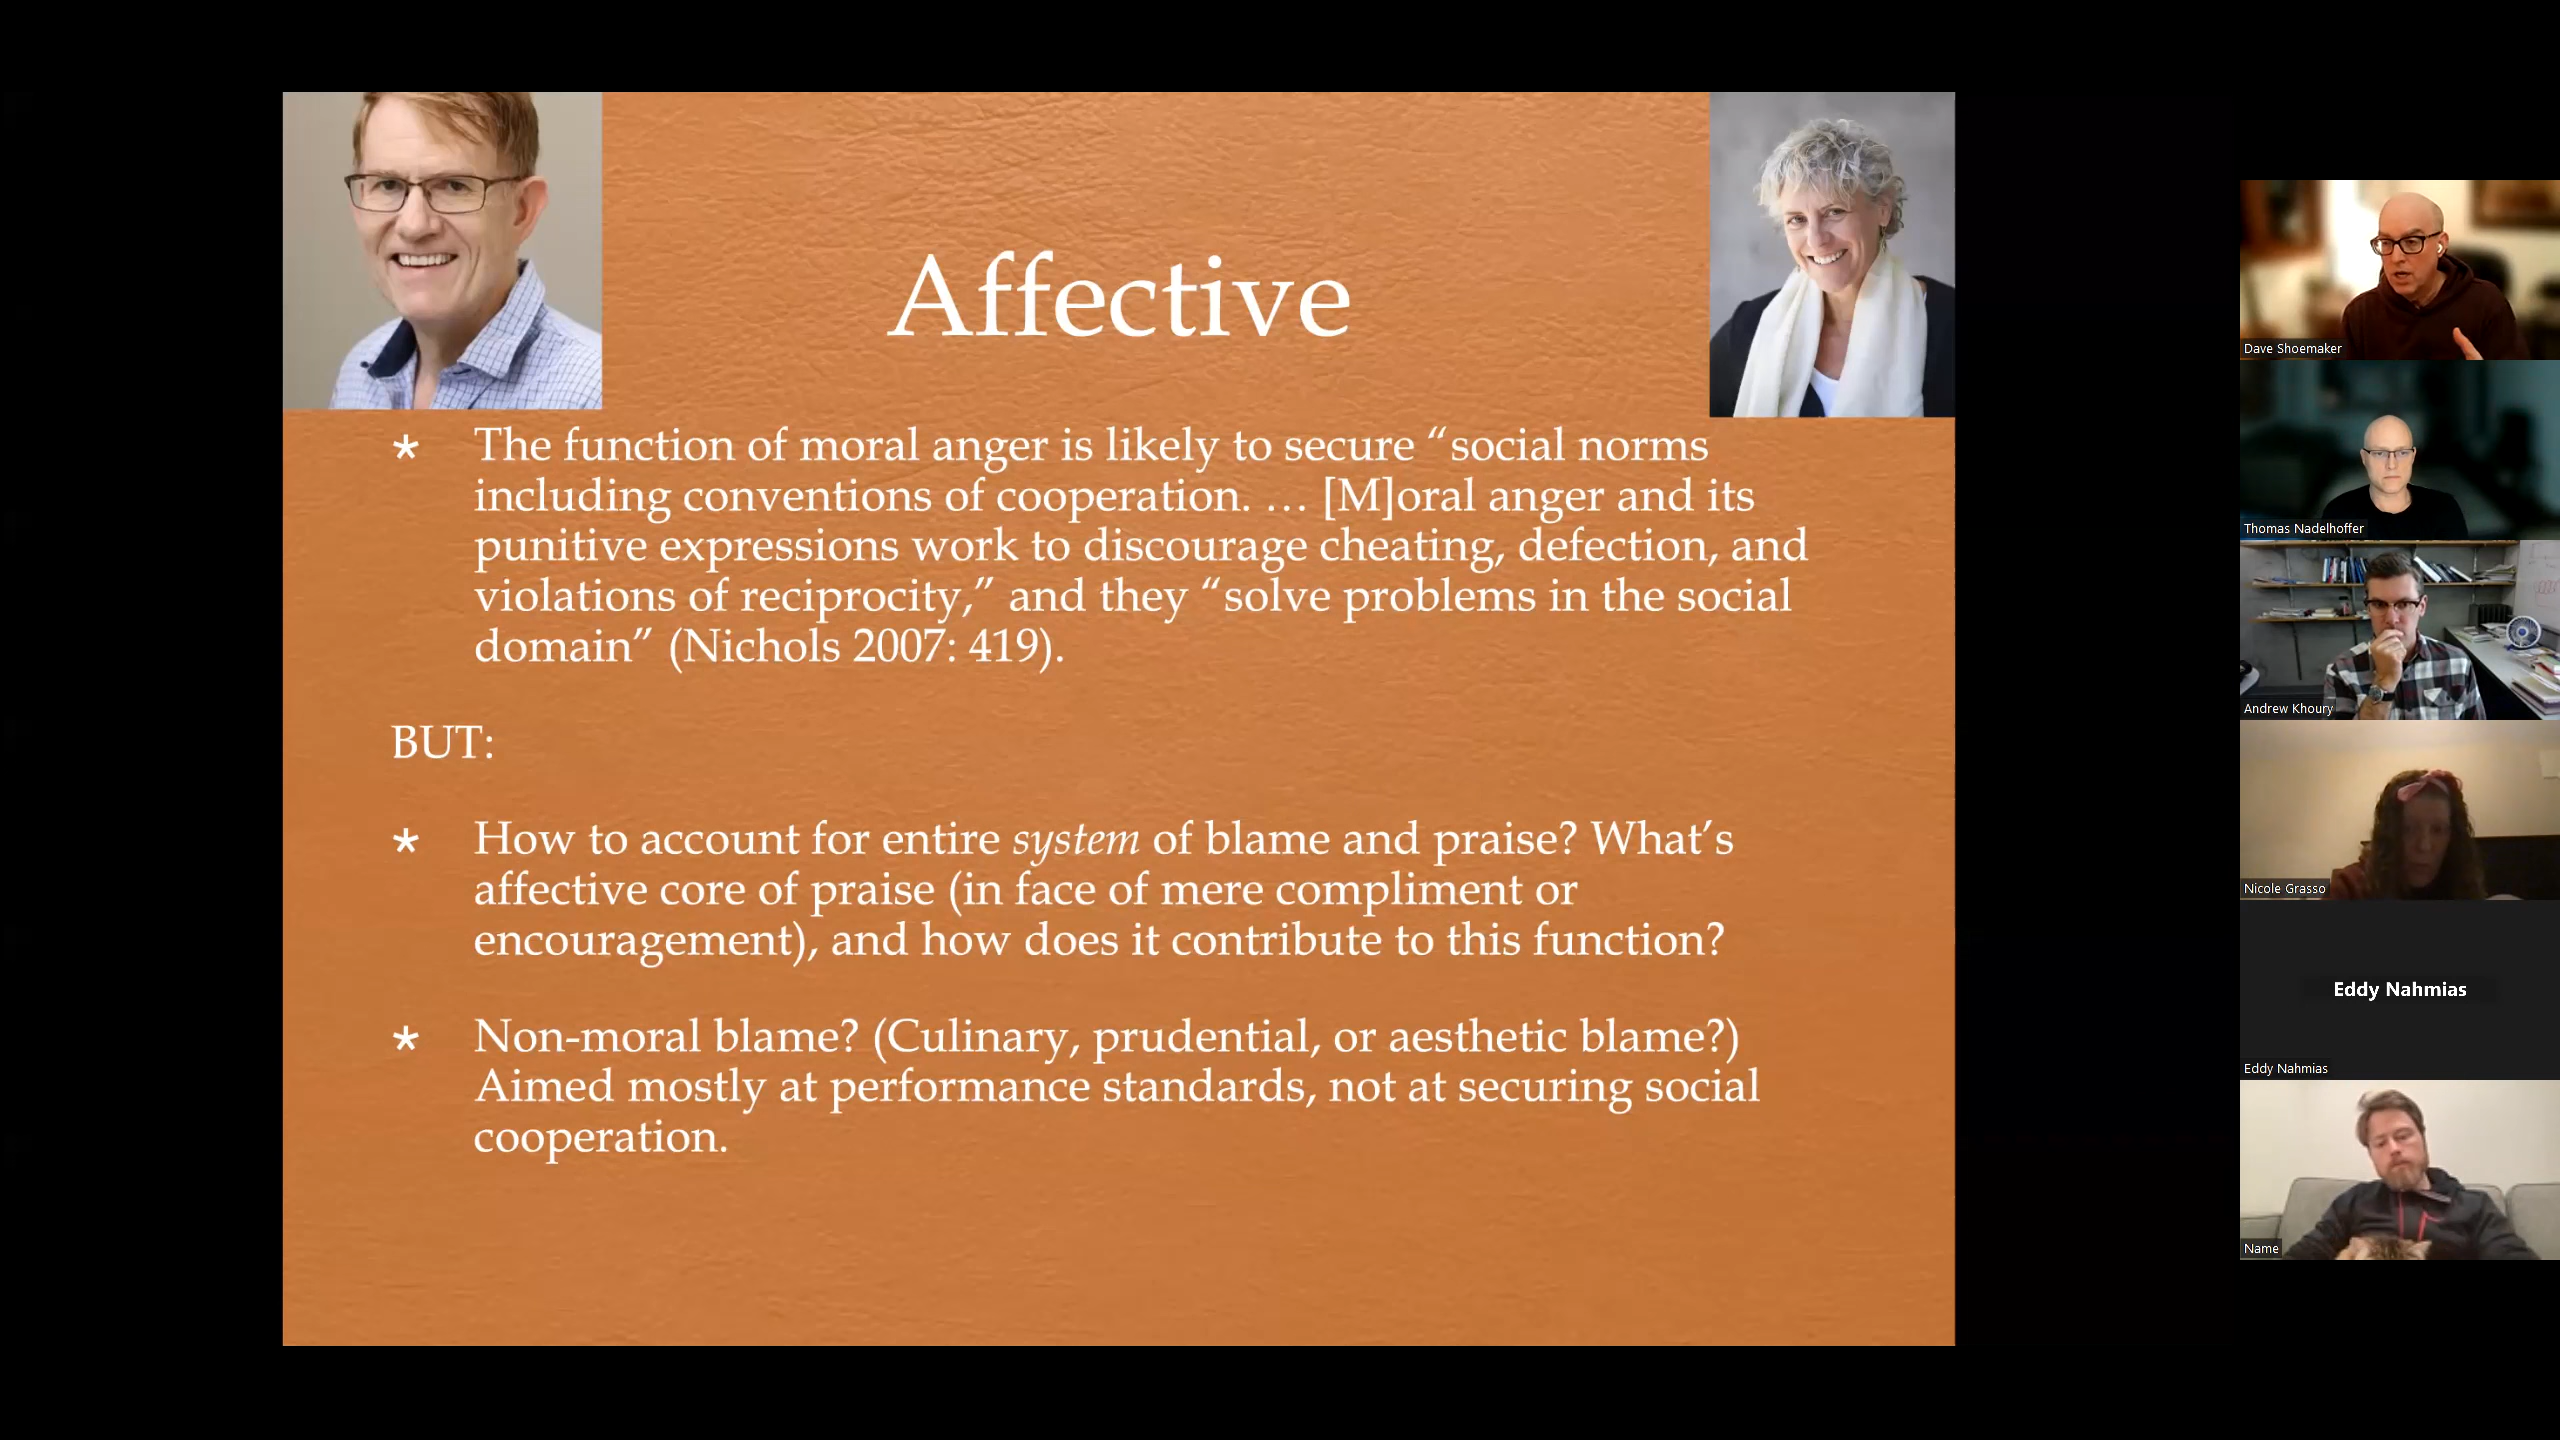 Affective
* The function of moral anger is likely to secure “social norms
including conventions of cooperation. … [M]oral anger and its
punitive expressions work to discourage cheating, defection, and
violations of reciprocity,” and they “solve problems in the social
domain” (Nichols 2007: 419).
BUT:
* How to account for entire system of blame and praise? What’s
affective core of praise (in face of mere compliment or
encouragement), and how does it contribute to this function?
* Non-moral blame? (Culinary, prudential, or aesthetic blame?)
Aimed mostly at performance standards, not at securing social
cooperation.
Dave Shoemaker
Thomas Nadelhoffer
Andrew Khoury
Nicole Grasso
Eddy Nahmias
Eddy Nahmias
Name